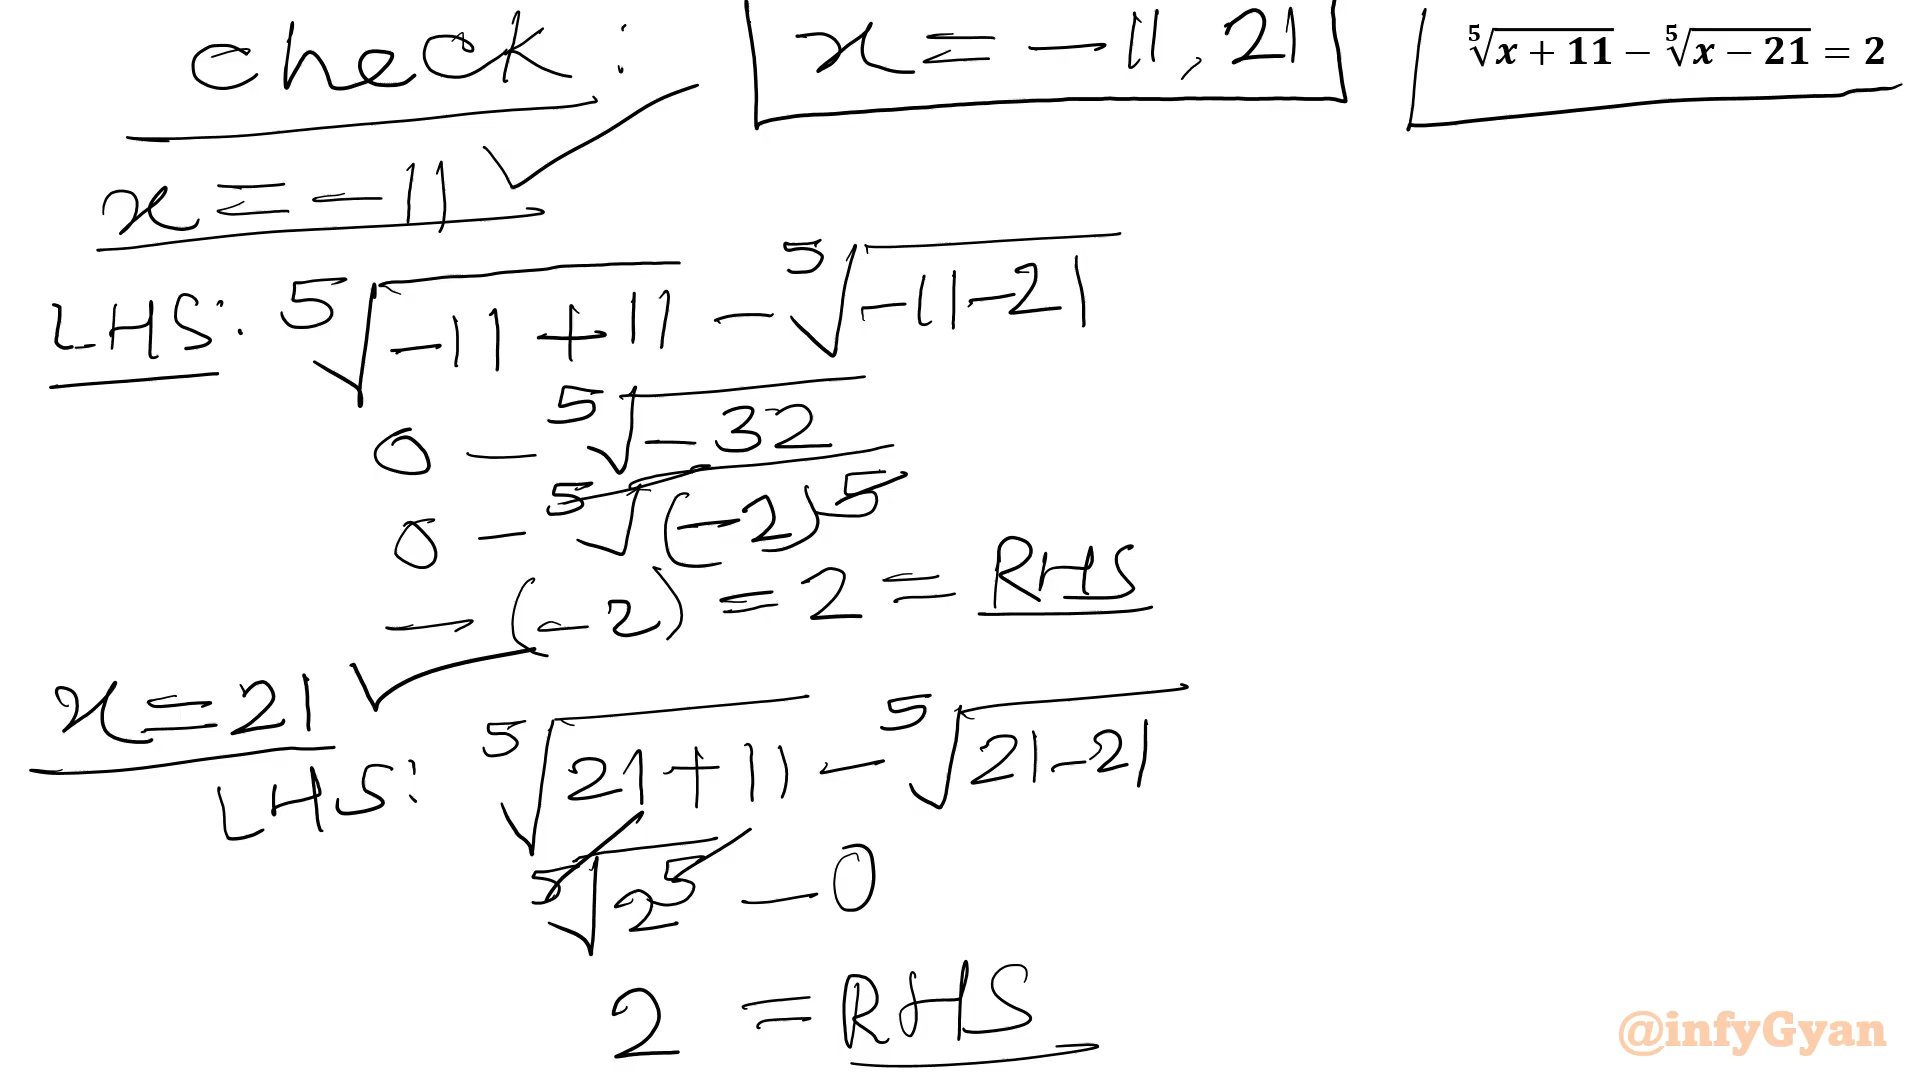 check:
x = -11, 21
⁵√(x + 11) − ⁵√(x − 21) = 2
x = -11 ✓
LHS: ⁵√(-11 + 11) - ⁵√(-11-21)
0 - ⁵√(-32)
0 - ⁵√((-2)⁵)
- (-2) = 2 = RHS
x = 21 ✓
LHS: ⁵√(21 + 11) - ⁵√(21-21)
⁵√(2⁵) - 0
2 = RHS
@infyGyan